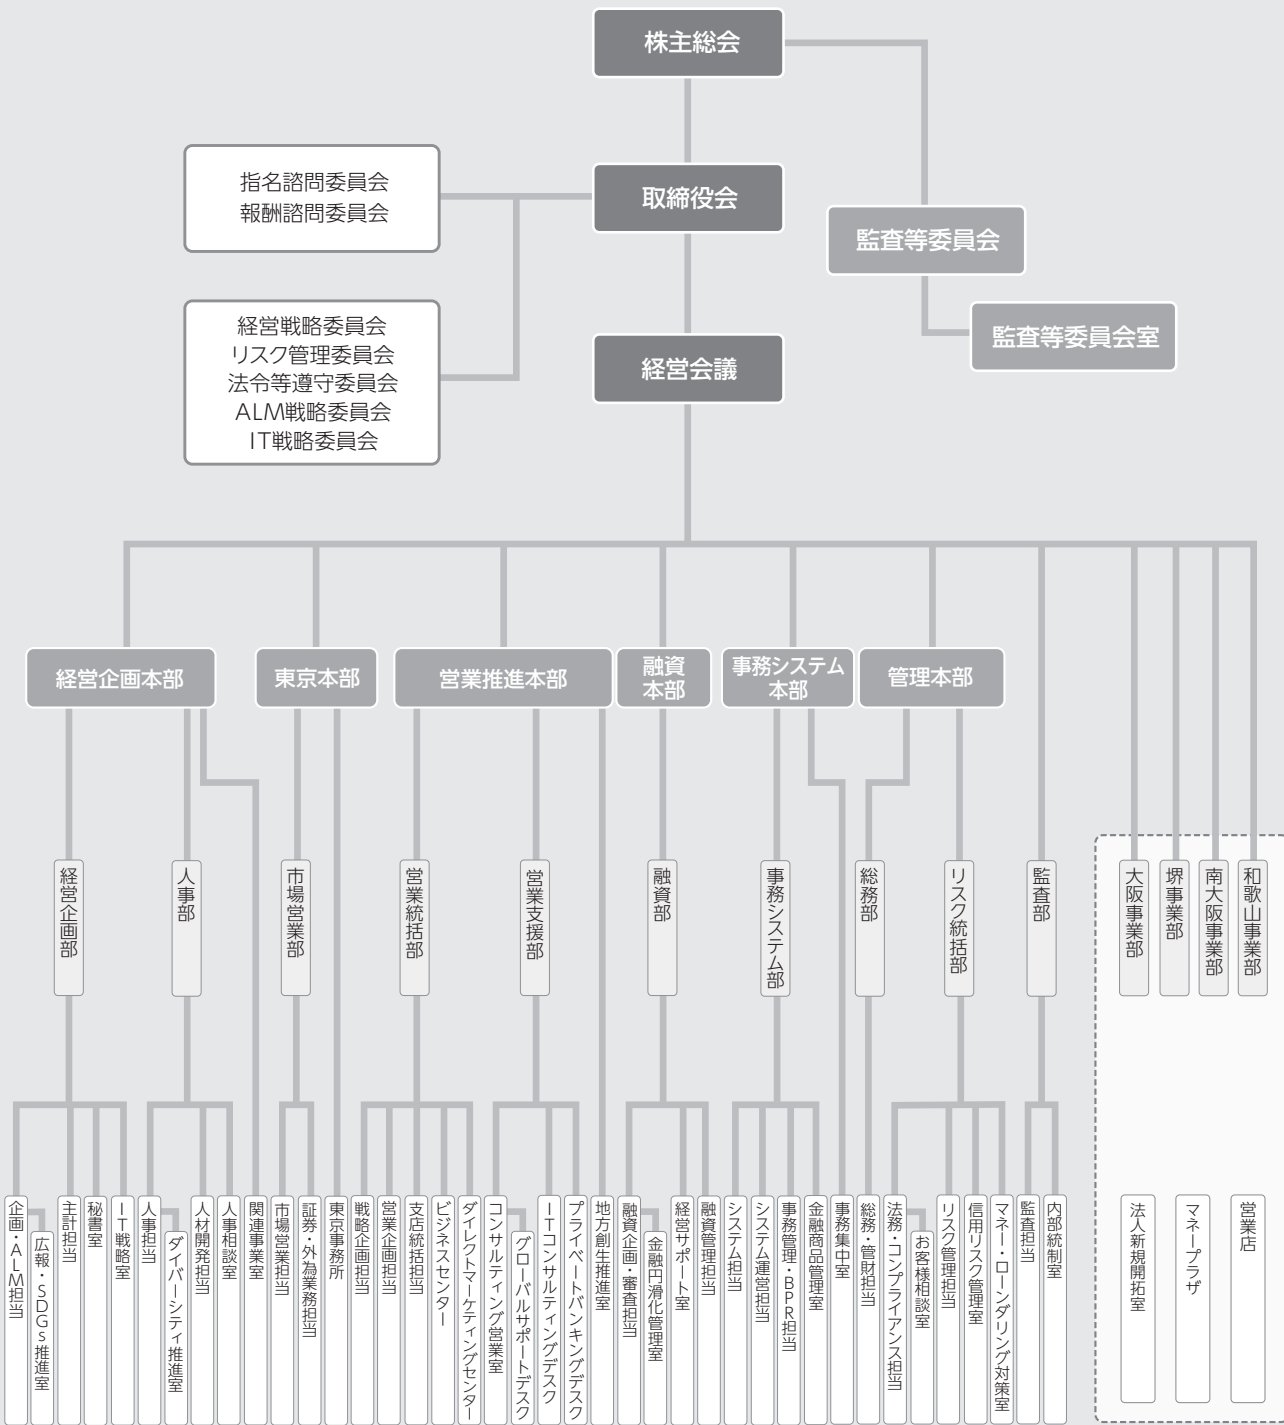 株主総会
指名諮問委員会
報酬諮問委員会
取締役会
監査等委員会
経営戦略委員会
リスク管理委員会
法令等遵守委員会
ALM戦略委員会
IT戦略委員会
経営会議
監査等委員会室
経営企画本部
東京本部
営業推進本部
融資
本部
事務システム
本部
管理本部
経営企画部
人事部
市場営業部
営業統括部
営業支援部
融資部
事務システム部
総務部
リスク統括部
監査部
大阪事業部
堺事業部
南大阪事業部
和歌山事業部
企画・ALM担当
広報・SDGs推進室
主計担当
秘書室
IT戦略室
人事担当
ダイバーシティ推進室
人材開発担当
人事相談室
関連事業室
市場営業担当
証券・外為業務担当
東京事務所
戦略企画担当
営業企画担当
支店統括担当
ビジネスセンター
ダイレクトマーケティングセンター
コンサルティング営業室
グローバルサポートデスク
ITコンサルティングデスク
プライベートバンキングデスク
地方創生推進室
融資企画・審査担当
金融円滑化管理室
経営サポート室
融資管理担当
システム担当
システム運営担当
事務管理・BPR担当
金融商品管理室
事務集中室
総務・管財担当
法務・コンプライアンス担当
お客様相談室
リスク管理担当
信用リスク管理室
マネー・ローンダリング対策室
監査担当
内部統制室
法人新規開拓室
マネープラザ
営業店